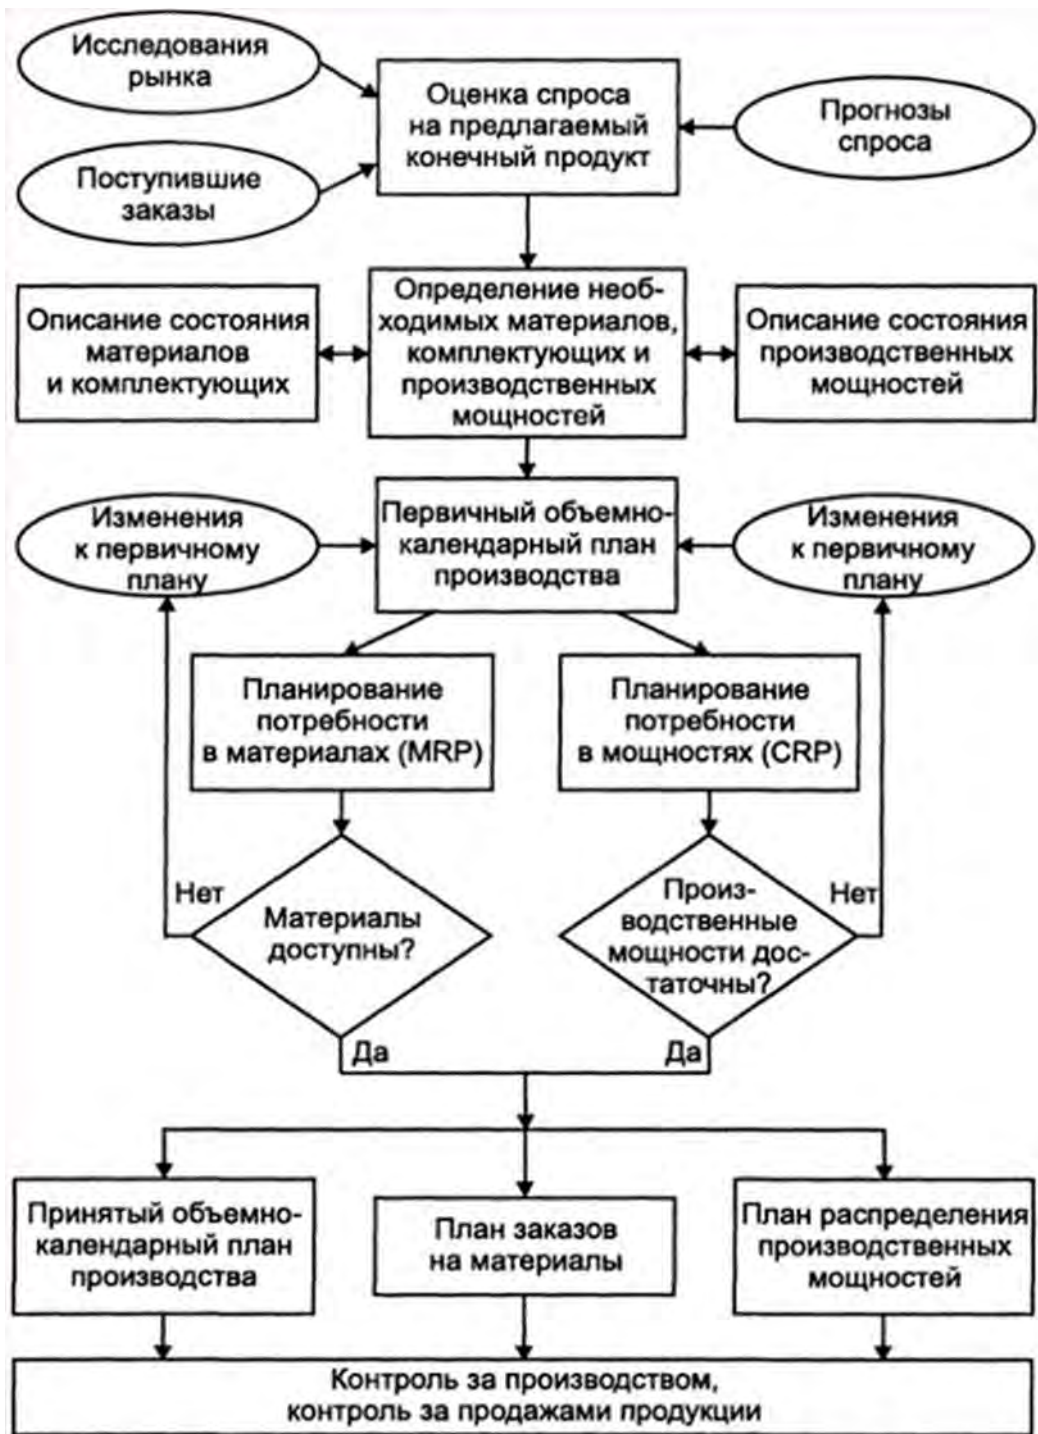 Исследования
рынка
Оценка спроса
на предлагаемый
конечный продукт
Прогнозы
спроса
Поступившие
заказы
Описание состояния
материалов
и комплектующих
Определение необ-
ходимых материалов,
комплектующих и
производственных
мощностей
Описание состояния
производственных
мощностей
Изменения
к первичному
плану
Первичный объемно-
календарный план
производства
Изменения
к первичному
плану
Планирование
потребности
в материалах (MRP)
Планирование
потребности
в мощностях (CRP)
Нет
Материалы
доступны?
Произ-
водственные
мощности дос-
таточны?
Нет
Да
Да
Принятый объемно-
календарный план
производства
План заказов
на материалы
План распределения
производственных
мощностей
Контроль за производством,
контроль за продажами продукции